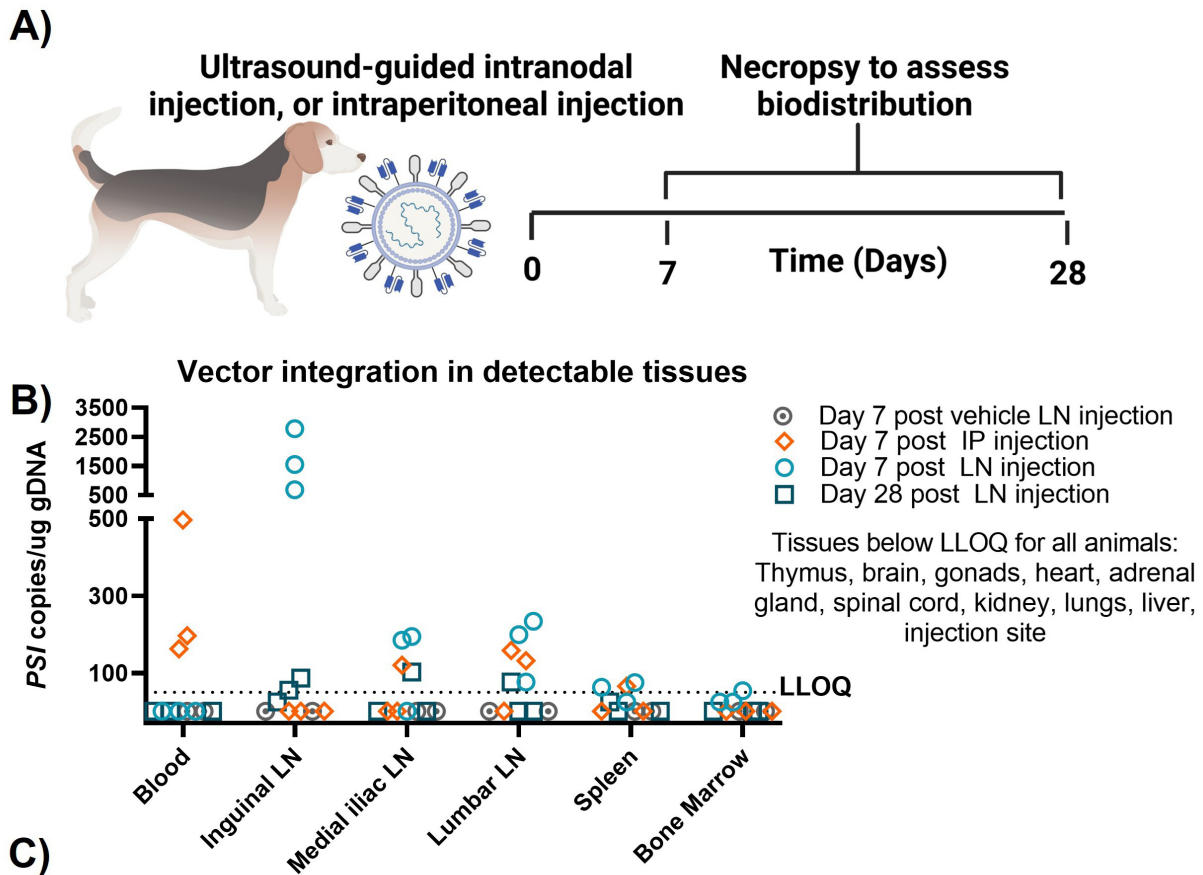 A)
Ultrasound-guided intranodal
injection, or intraperitoneal injection
Necropsy to assess
biodistribution
0
7
Time (Days)
28
B)
Vector integration in detectable tissues
PSI copies/ug gDNA
3500
2500
1500
500
500
300
100
LLOQ
Blood
Inguinal LN
Medial iliac LN
Lumbar LN
Spleen
Bone Marrow
Day 7 post vehicle LN injection
Day 7 post IP injection
Day 7 post LN injection
Day 28 post LN injection
Tissues below LLOQ for all animals:
Thymus, brain, gonads, heart, adrenal
gland, spinal cord, kidney, lungs, liver,
injection site
C)